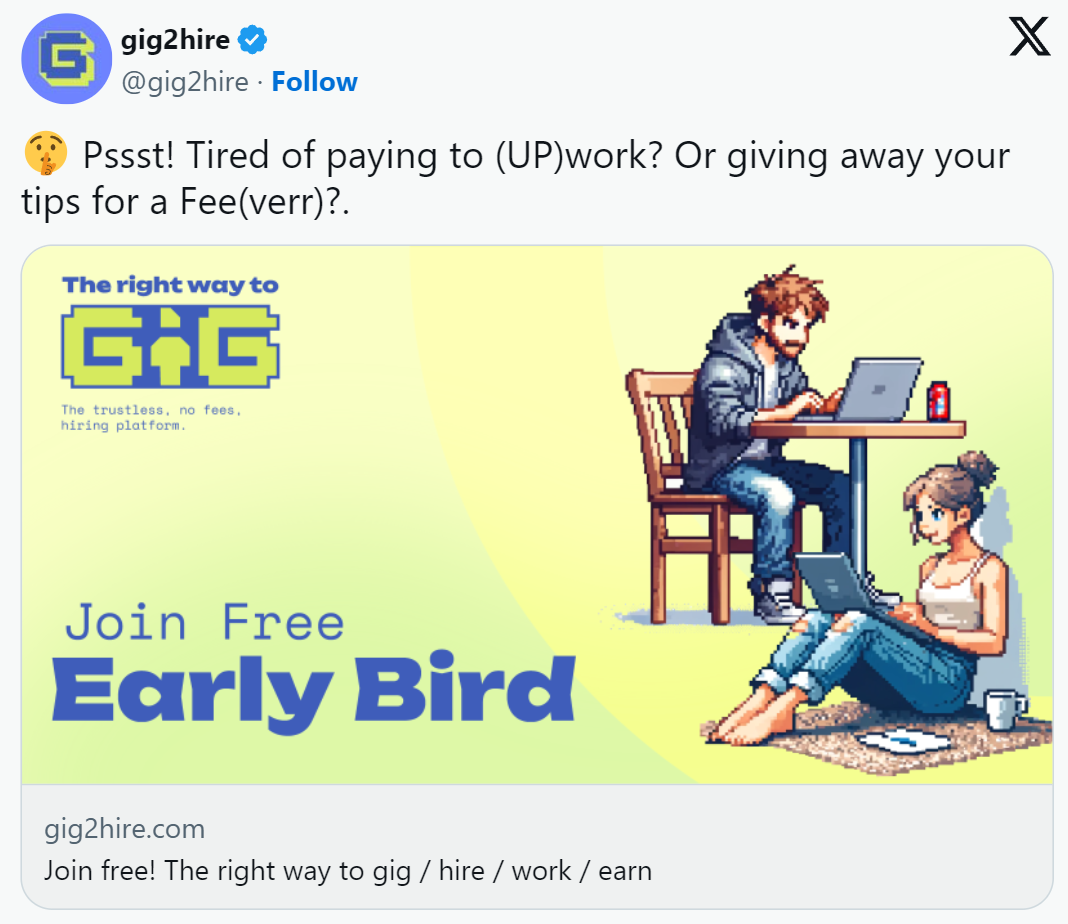 gig2hire
@gig2hire · Follow
🤫 Pssst! Tired of paying to (UP)work? Or giving away your
tips for a Fee(verr)?.
The right way to
GiG
The trustless, no fees,
hiring platform.
Join Free
Early Bird
gig2hire.com
Join free! The right way to gig / hire / work / earn